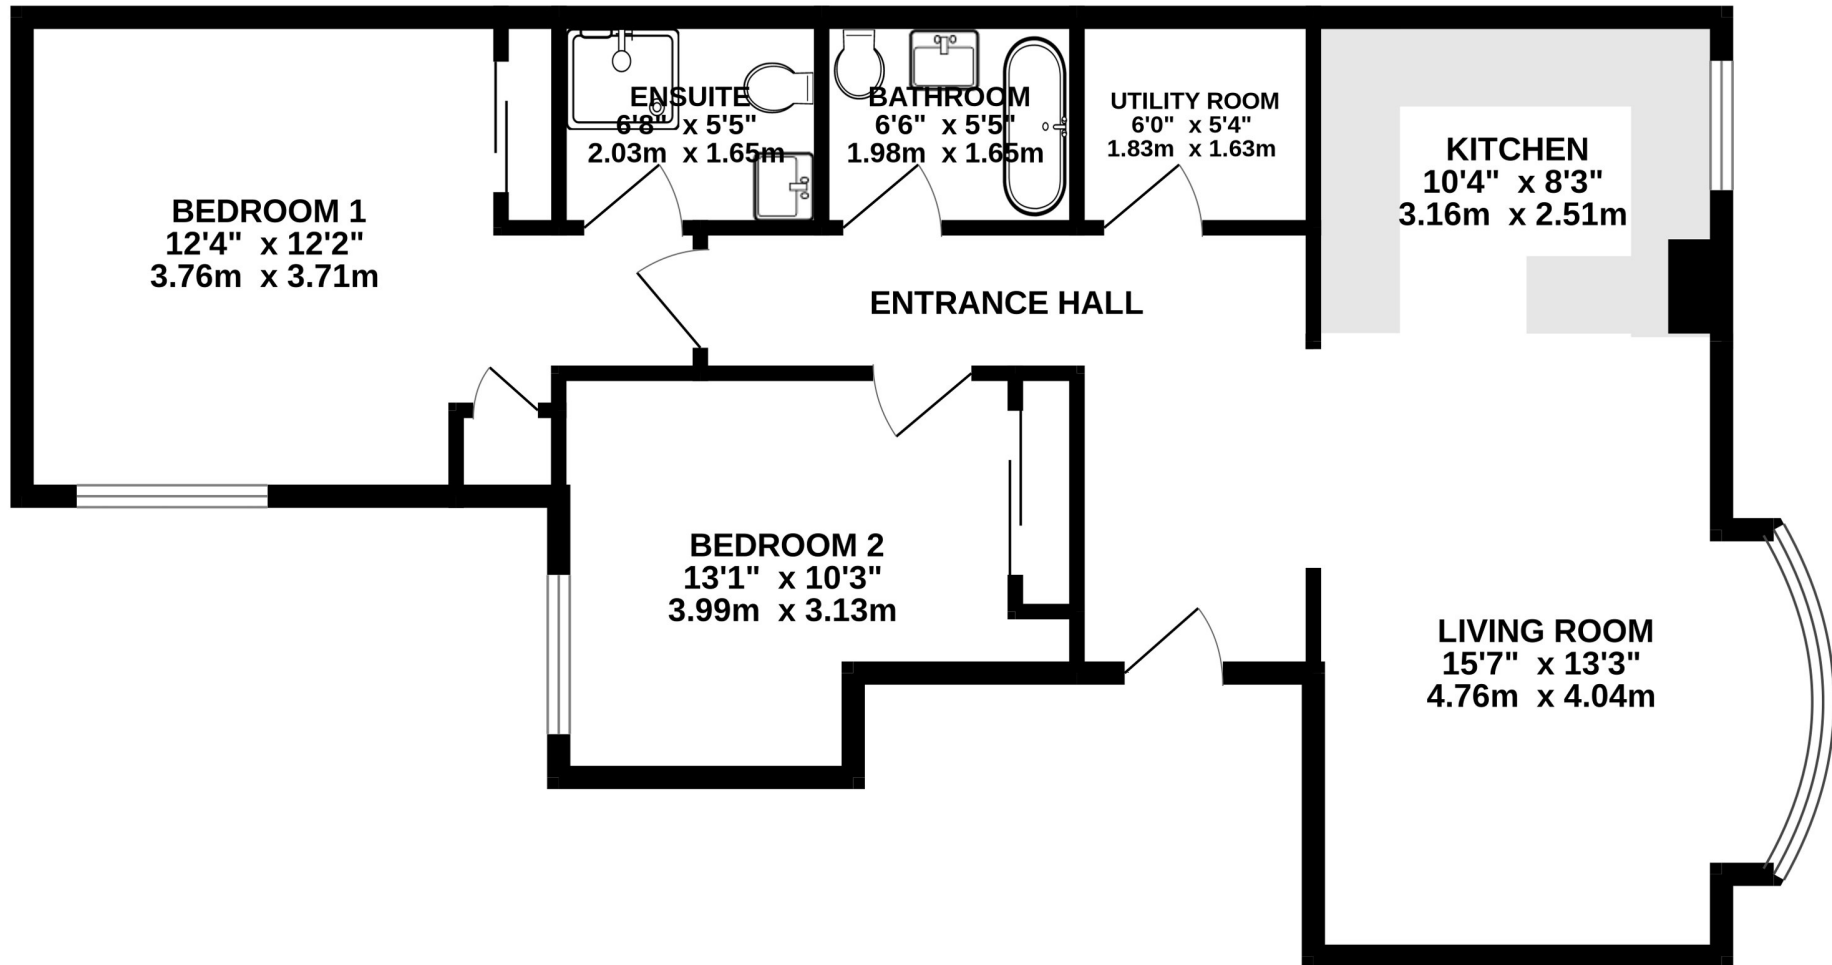 BEDROOM 1
12'4" x 12'2"
3.76m x 3.71m
ENSUITE
6'8" x 5'5"
2.03m x 1.65m
BATHROOM
6'6" x 5'5"
1.98m x 1.65m
UTILITY ROOM
6'0" x 5'4"
1.83m x 1.63m
KITCHEN
10'4" x 8'3"
3.16m x 2.51m
ENTRANCE HALL
BEDROOM 2
13'1" x 10'3"
3.99m x 3.13m
LIVING ROOM
15'7" x 13'3"
4.76m x 4.04m